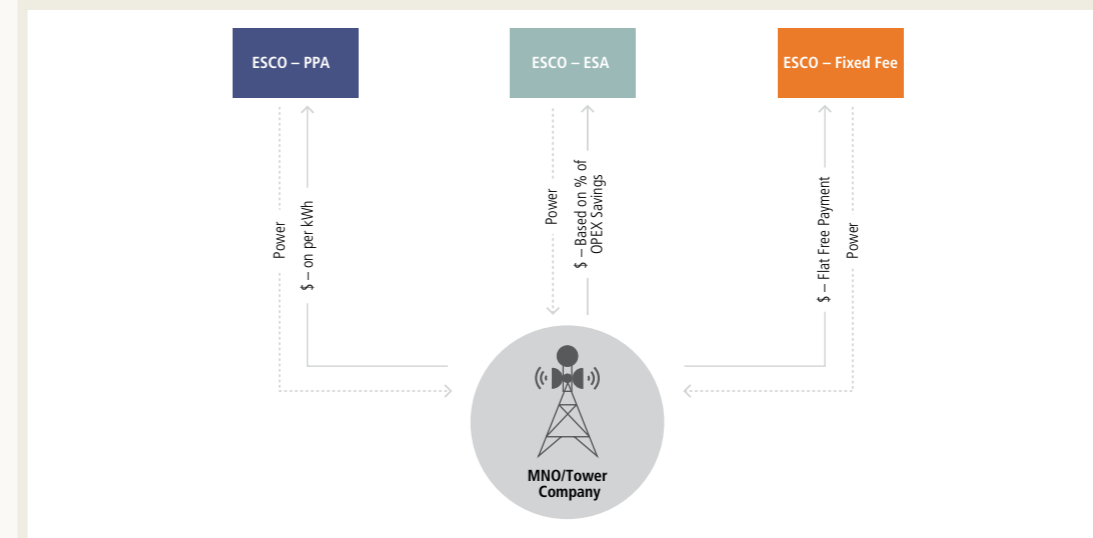 ESCO – PPA
ESCO – ESA
ESCO – Fixed Fee
Power
$ – on per kWh
Power
$ – Based on % of
OPEX Savings
$ – Flat Free Payment
Power
MNO/Tower
Company